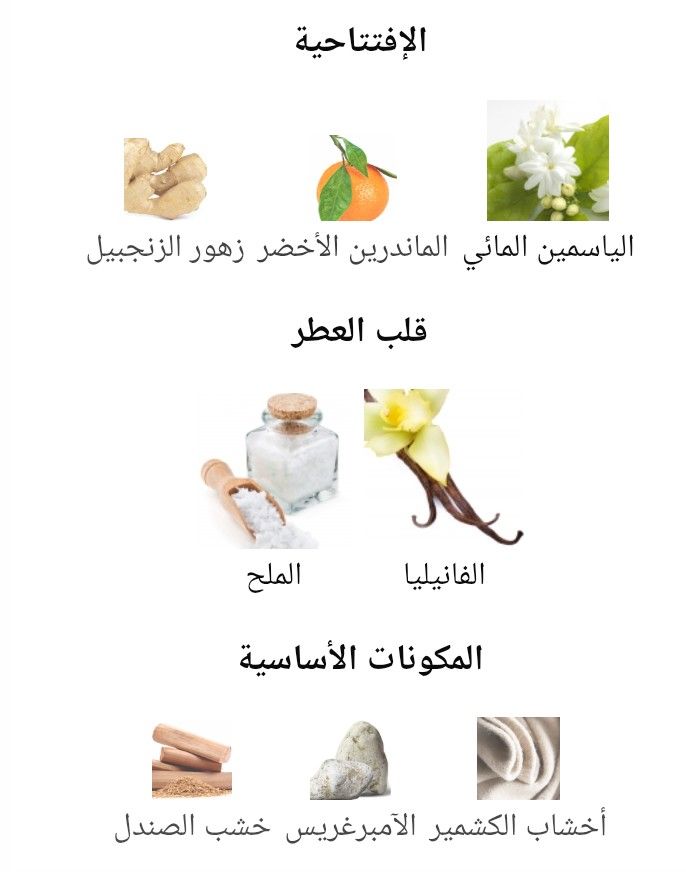 الإفتتاحية
الياسمين المائي الماندرين الأخضر زهور الزنجبيل
قلب العطر
الفانيليا الملح
المكونات الأساسية
أخشاب الكشمير الآمبرغريس خشب الصندل